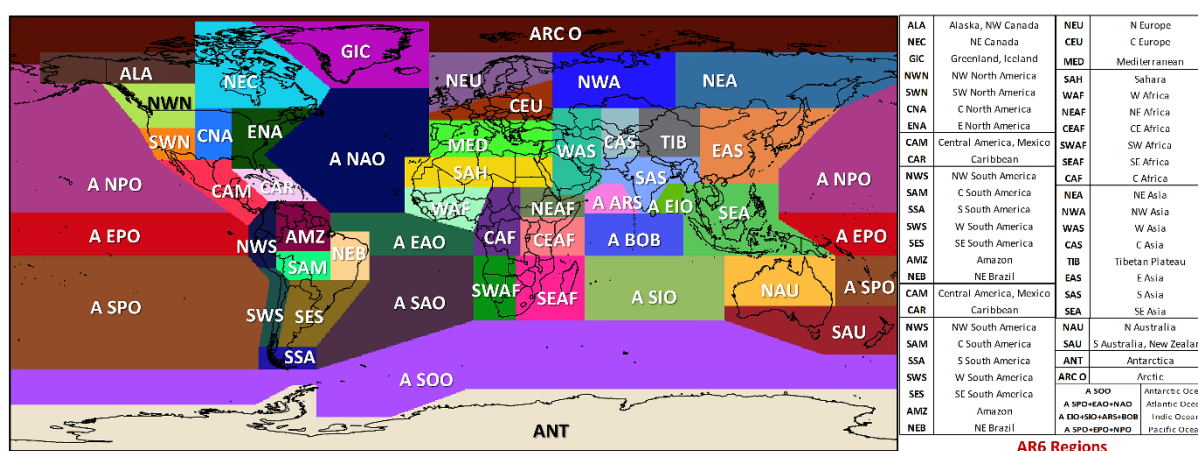 ARC O
GIC
ALA
NEC
NEU
NWA
NEA
NWN
CEU
SWN
CNA
ENA
MED
WAS
CAS
TIB
EAS
A NAO
SAH
SAS
A NPO
CAM
CAR
WAF
NEAF
A ARS
A EIO
SEA
A NPO
A EPO
NWS
AMZ
NEB
A EAO
CAF
CEAF
A BOB
A EPO
SAM
A SPO
SWS
SES
A SAO
SWAF
SEAF
A SIO
NAU
A SPO
SAU
SSA
A SOO
ANT
ALA Alaska, NW Canada
NEC NE Canada
GIC Greenland, Iceland
NWN NW North America
SWN SW North America
CNA C North America
ENA E North America
CAM Central America, Mexico
CAR Caribbean
NWS NW South America
SAM C South America
SSA S South America
SWS W South America
SES SE South America
AMZ Amazon
NEB NE Brazil
CAM Central America, Mexico
CAR Caribbean
NWS NW South America
SAM C South America
SSA S South America
SWS W South America
SES SE South America
AMZ Amazon
NEB NE Brazil
NEU N Europe
CEU C Europe
MED Mediterranean
SAH Sahara
WAF W Africa
NEAF NE Africa
CEAF CE Africa
SWAF SW Africa
SEAF SE Africa
CAF C Africa
NEA NE Asia
NWA NW Asia
WAS W Asia
CAS C Asia
TIB Tibetan Plateau
EAS E Asia
SAS S Asia
SEA SE Asia
NAU N Australia
SAU S Australia, New Zealan
ANT Antarctica
ARC O Arctic
A SOO Antarctic Oce
A SPO+EAO+NAO Atlantic Ocea
A EIO+SIO+ARS+BOB Indic Ocean
A SPO+EPO+NPO Pacific Ocea
AR6 Regions